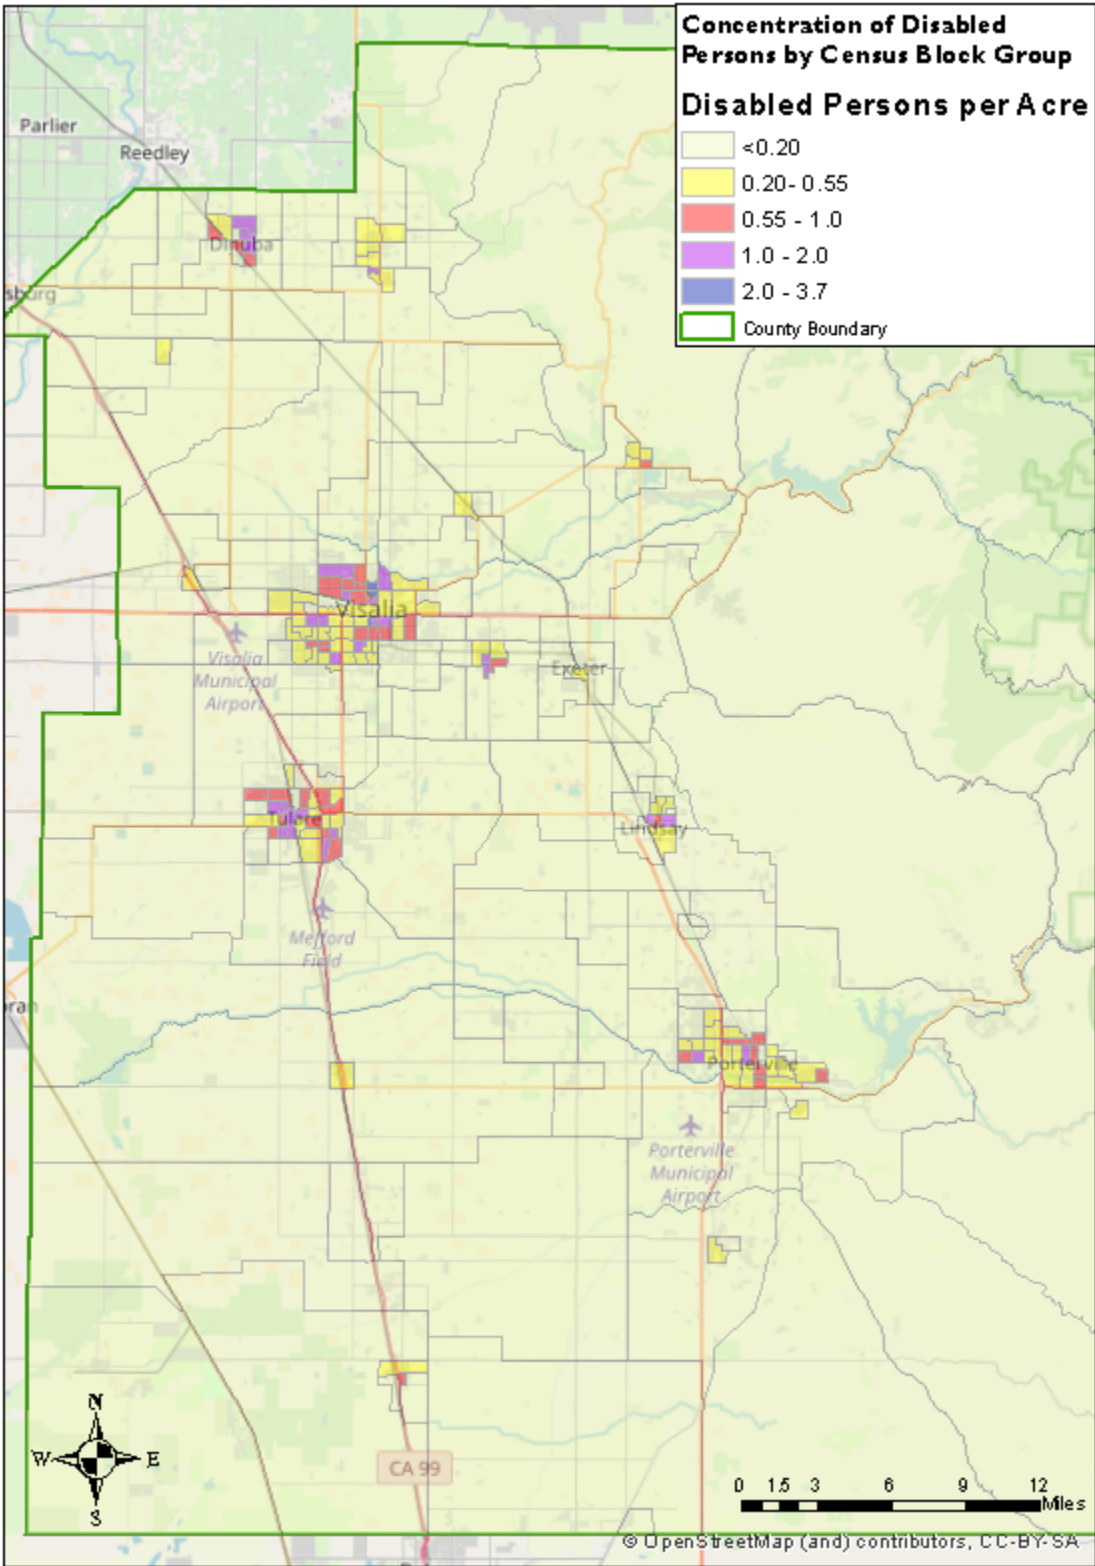 Concentration of Disabled
Persons by Census Block Group
Disabled Persons per Acre
<0.20
0.20- 0.55
0.55 - 1.0
1.0 - 2.0
2.0 - 3.7
County Boundary
Parlier
Reedley
Dinuba
sburg
Visalia
Visalia
Municipal
Airport
Exeter
Tulare
Lindsay
Mefford
Field
oran
Porterville
Porterville
Municipal
Airport
N
W E
S
CA 99
0 1.5 3 6 9 12
Miles
© OpenStreetMap (and) contributors, CC-BY-SA